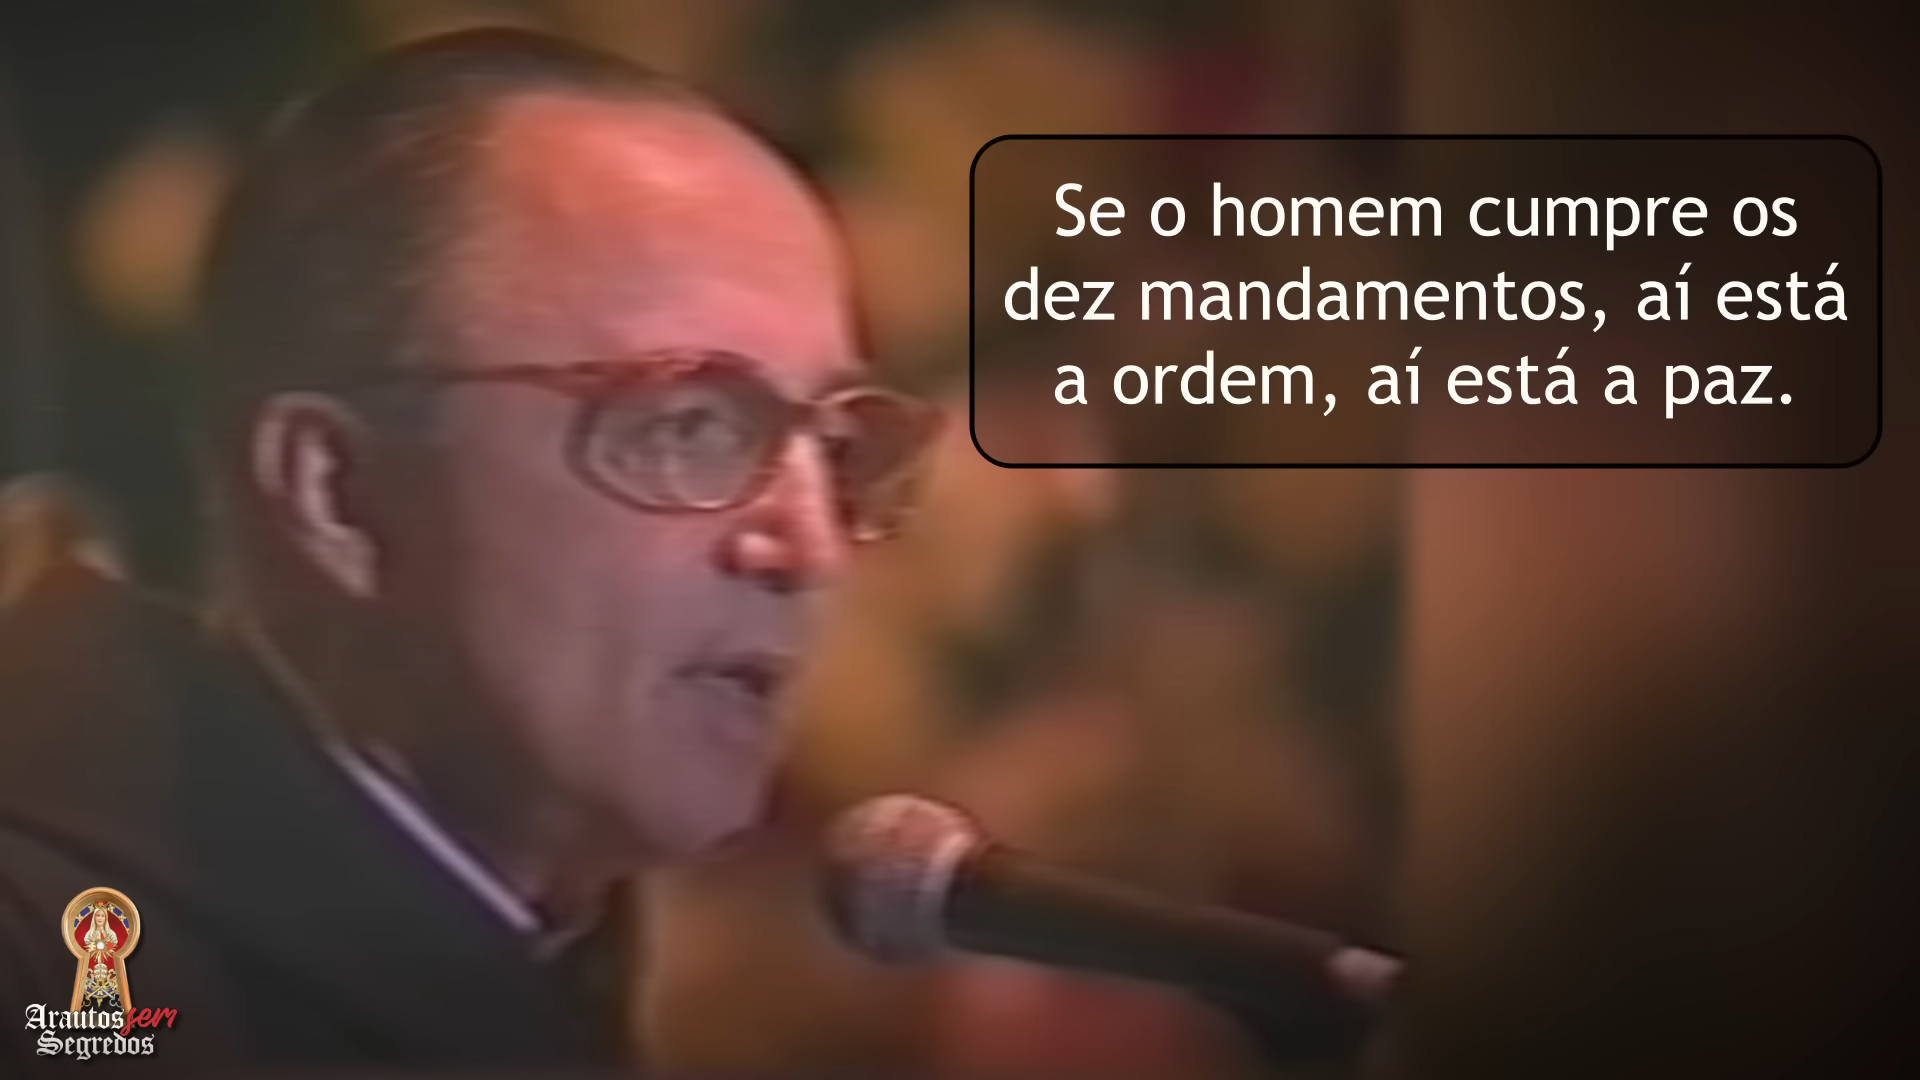 Se o homem cumpre os
dez mandamentos, aí está
a ordem, aí está a paz.
Arautos sem
Segredos